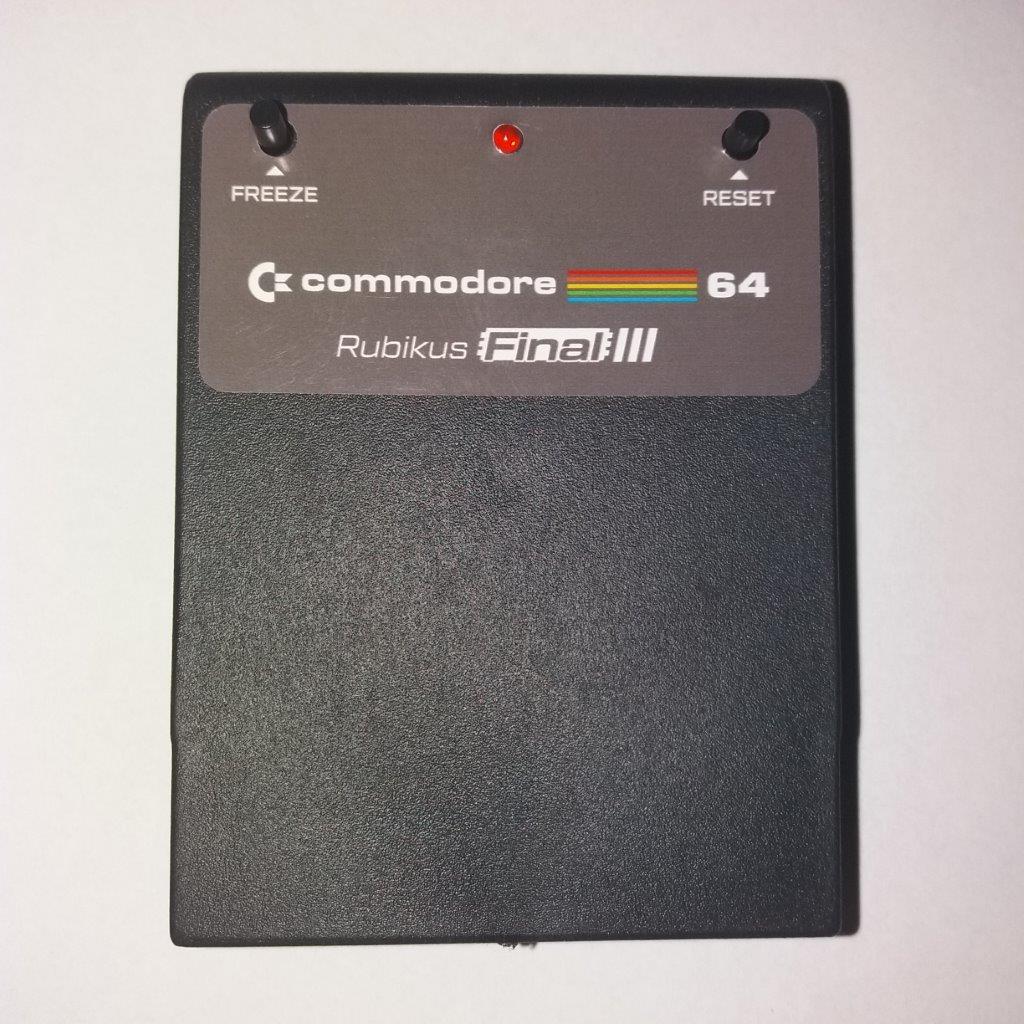 FREEZE
RESET
commodore 64
Rubikus Final III